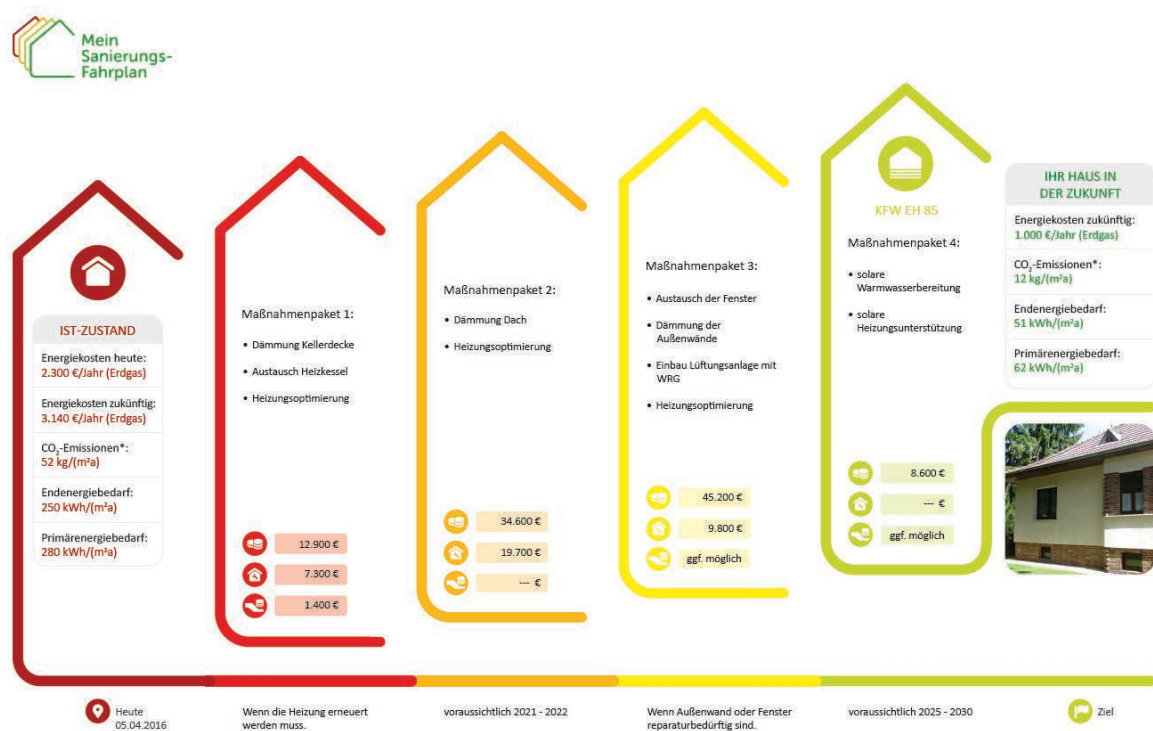 Mein
Sanierungs-
Fahrplan
IST-ZUSTAND
Energiekosten heute:
2.300 €/Jahr (Erdgas)
Energiekosten zukünftig:
3.140 €/Jahr (Erdgas)
CO₂-Emissionen*:
52 kg/(m²a)
Endenergiebedarf:
250 kWh/(m²a)
Primärenergiebedarf:
280 kWh/(m²a)
Maßnahmenpaket 1:
• Dämmung Kellerdecke
• Austausch Heizkessel
• Heizungsoptimierung
12.900 €
7.300 €
1.400 €
Maßnahmenpaket 2:
• Dämmung Dach
• Heizungsoptimierung
34.600 €
19.700 €
--- €
Maßnahmenpaket 3:
• Austausch der Fenster
• Dämmung der
Außenwände
• Einbau Lüftungsanlage mit
WRG
• Heizungsoptimierung
45.200 €
9.800 €
ggf. möglich
KFW EH 85
Maßnahmenpaket 4:
• solare
Warmwasserbereitung
• solare
Heizungsunterstützung
8.600 €
--- €
ggf. möglich
IHR HAUS IN
DER ZUKUNFT
Energiekosten zukünftig:
1.000 €/Jahr (Erdgas)
CO₂-Emissionen*:
12 kg/(m²a)
Endenergiebedarf:
51 kWh/(m²a)
Primärenergiebedarf:
62 kWh/(m²a)
Heute
05.04.2016
Wenn die Heizung erneuert
werden muss.
voraussichtlich 2021 - 2022
Wenn Außenwand oder Fenster
reparaturbedürftig sind.
voraussichtlich 2025 - 2030
Ziel